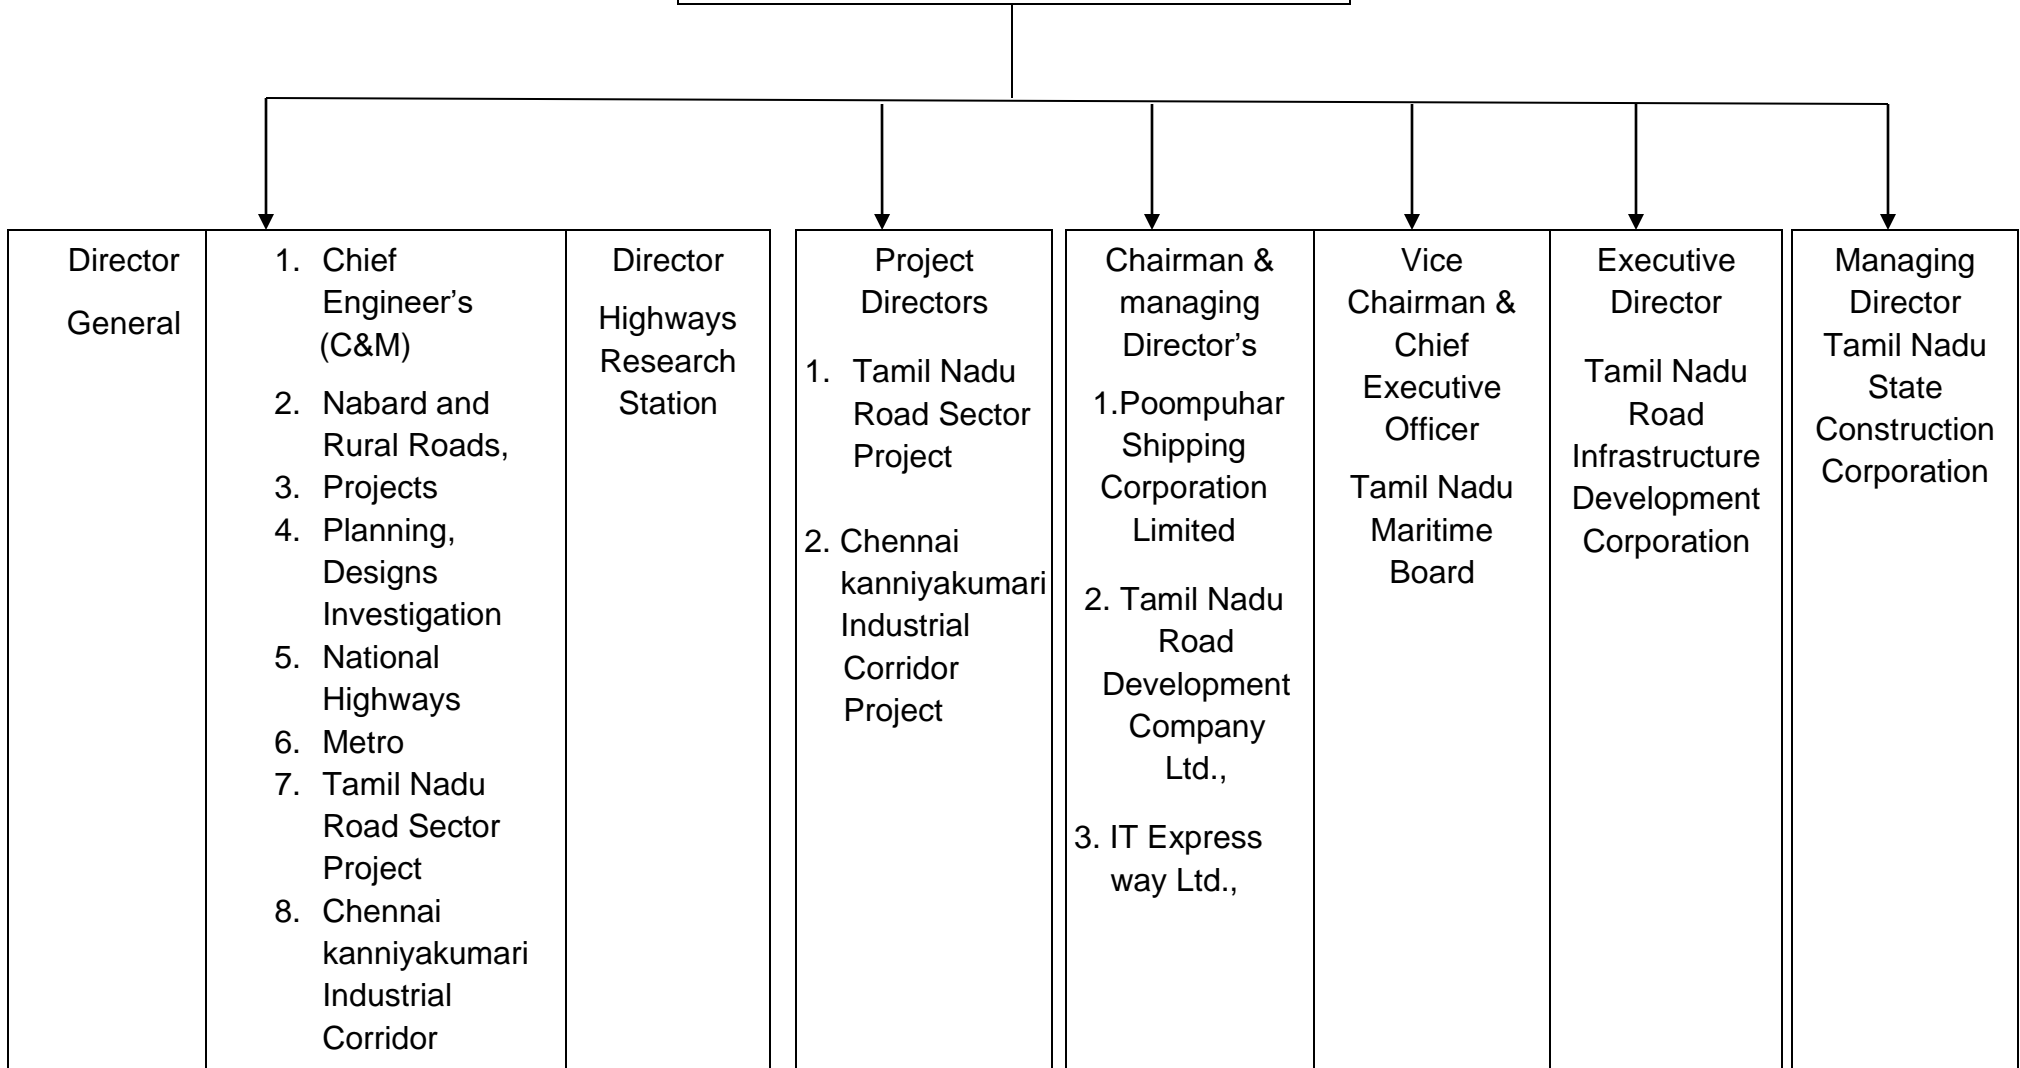 Director
General
1. Chief
Engineer’s
(C&M)
2. Nabard and
Rural Roads,
3. Projects
4. Planning,
Designs
Investigation
5. National
Highways
6. Metro
7. Tamil Nadu
Road Sector
Project
8. Chennai
kanniyakumari
Industrial
Corridor
Director
Highways
Research
Station
Project
Directors
1. Tamil Nadu
Road Sector
Project
2. Chennai
kanniyakumari
Industrial
Corridor
Project
Chairman &
managing
Director’s
1.Poompuhar
Shipping
Corporation
Limited
2. Tamil Nadu
Road
Development
Company
Ltd.,
3. IT Express
way Ltd.,
Vice
Chairman &
Chief
Executive
Officer
Tamil Nadu
Maritime
Board
Executive
Director
Tamil Nadu
Road
Infrastructure
Development
Corporation
Managing
Director
Tamil Nadu
State
Construction
Corporation